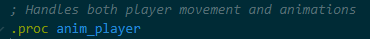 ; Handles both player movement and animations
.proc anim_player